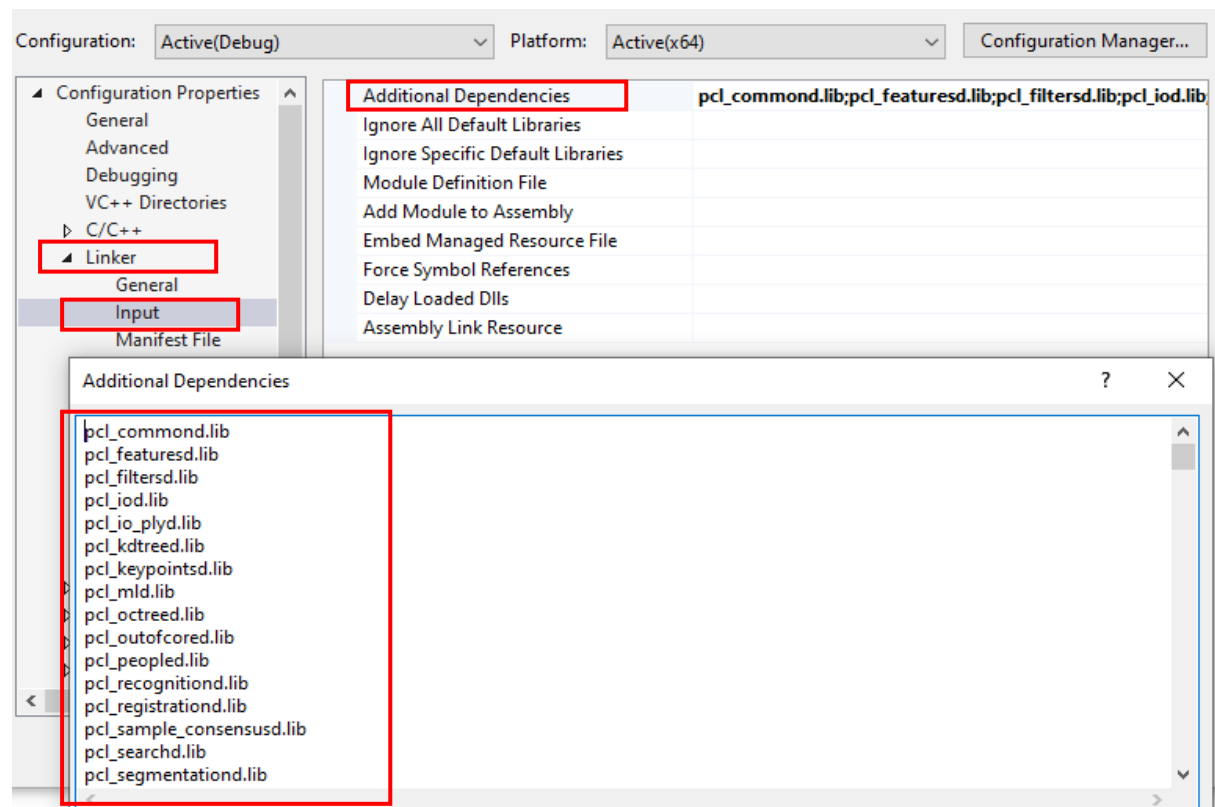 Configuration: Active(Debug) Platform: Active(x64) Configuration Manager...
Configuration Properties
General
Advanced
Debugging
VC++ Directories
C/C++
Linker
General
Input
Manifest File
Additional Dependencies pcl_commond.lib;pcl_featuresd.lib;pcl_filtersd.lib;pcl_iod.lib;
Ignore All Default Libraries
Ignore Specific Default Libraries
Module Definition File
Add Module to Assembly
Embed Managed Resource File
Force Symbol References
Delay Loaded Dlls
Assembly Link Resource
Additional Dependencies
pcl_commond.lib
pcl_featuresd.lib
pcl_filtersd.lib
pcl_iod.lib
pcl_io_plyd.lib
pcl_kdtreed.lib
pcl_keypointsd.lib
pcl_mld.lib
pcl_octreed.lib
pcl_outofcored.lib
pcl_peopled.lib
pcl_recognitiond.lib
pcl_registrationd.lib
pcl_sample_consensusd.lib
pcl_searchd.lib
pcl_segmentationd.lib